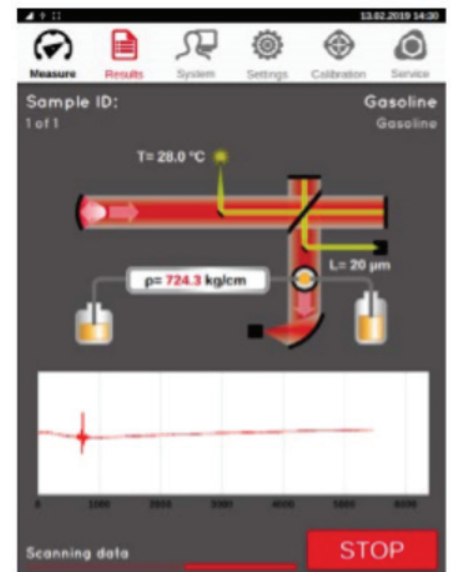 13.02.2019 14:30
Measure Results System Settings Calibration Service
Sample ID: Gasoline
1 of 1 Gasoline
T= 28.0 °C
L= 20 µm
ρ= 724.3 kg/cm
0 1000 2000 3000 4000 5000 6000
Scanning data STOP